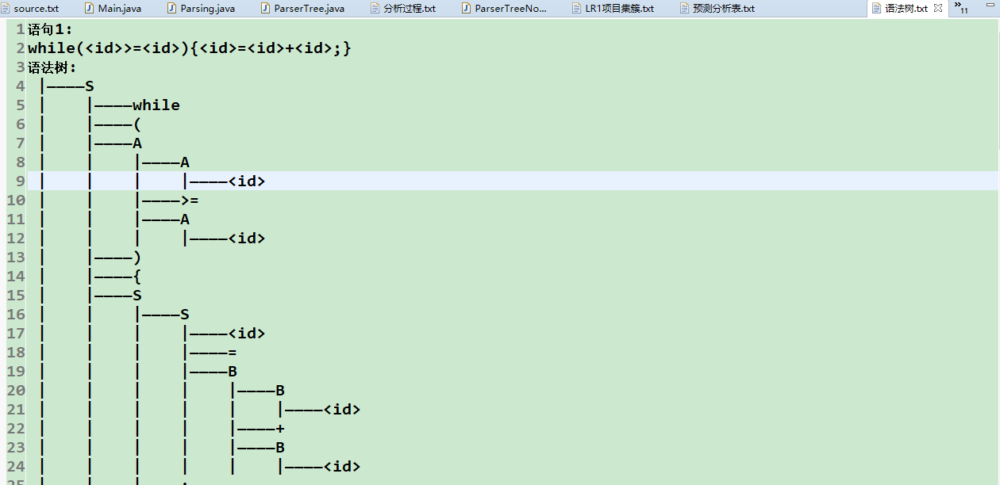 source.txt Main.java Parsing.java ParserTree.java 分析过程.txt ParserTreeNo... LR1项目集簇.txt 预测分析表.txt 语法树.txt »11
1 语句1:
2 while(<id>>=<id>){<id>=<id>+<id>;}
3 语法树:
4 |————S
5 | |————while
6 | |————(
7 | |————A
8 | | |————A
9 | | | |————<id>
10 | | |————>=
11 | | |————A
12 | | | |————<id>
13 | |————)
14 | |————{
15 | |————S
16 | | |————S
17 | | | |————<id>
18 | | | |————=
19 | | | |————B
20 | | | | |————B
21 | | | | | |————<id>
22 | | | | |————+
23 | | | | |————B
24 | | | | | |————<id>